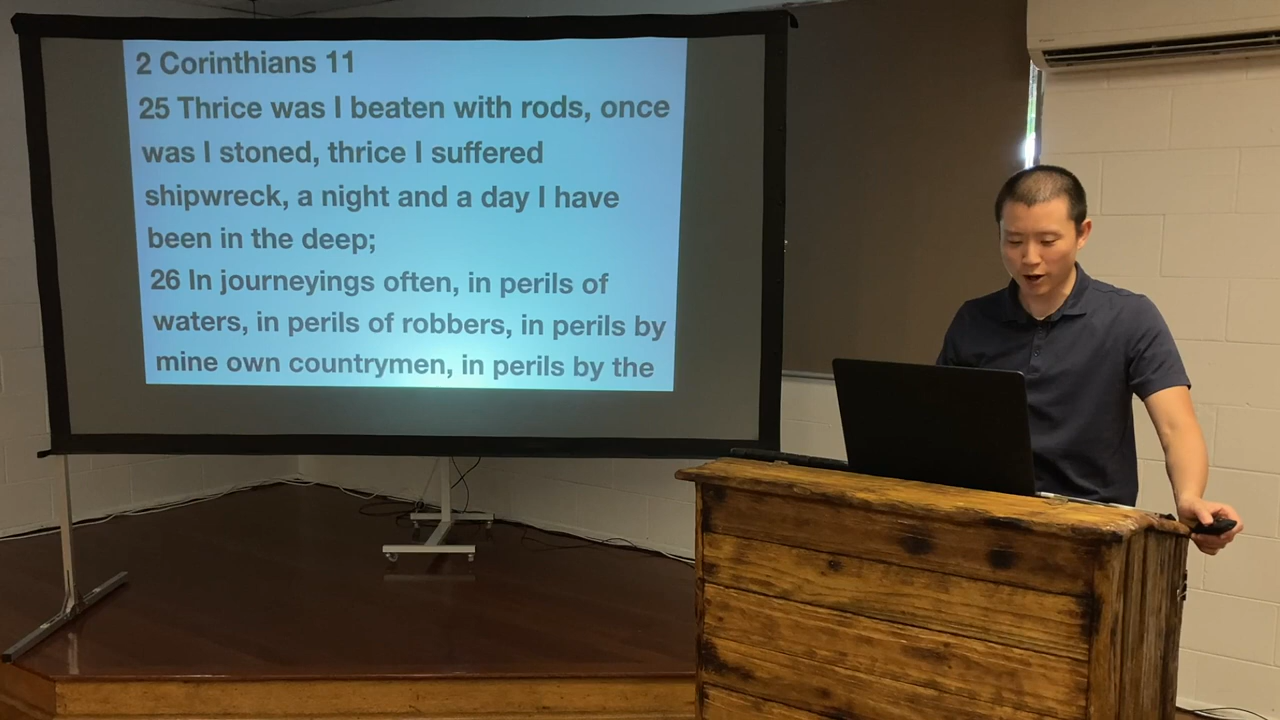 2 Corinthians 11
25 Thrice was I beaten with rods, once
was I stoned, thrice I suffered
shipwreck, a night and a day I have
been in the deep;
26 In journeyings often, in perils of
waters, in perils of robbers, in perils by
mine own countrymen, in perils by the